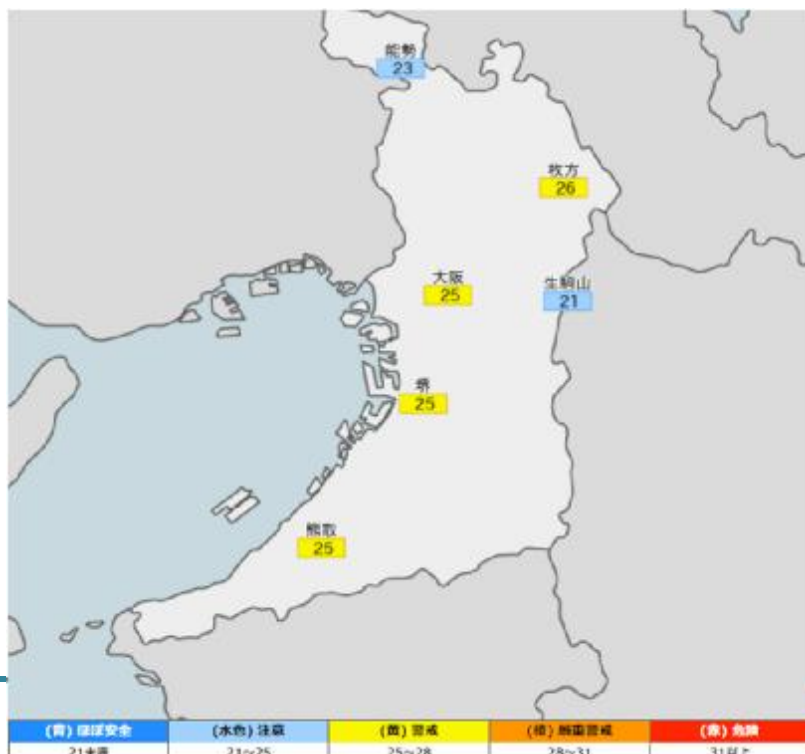 能勢
23
枚方
26
大阪
25
生駒山
21
堺
25
熊取
25
(青) ほぼ安全 (水色) 注意 (黄) 警戒 (橙) 厳重警戒 (赤) 危険
21未満 21~25 25~28 28~31 31以上